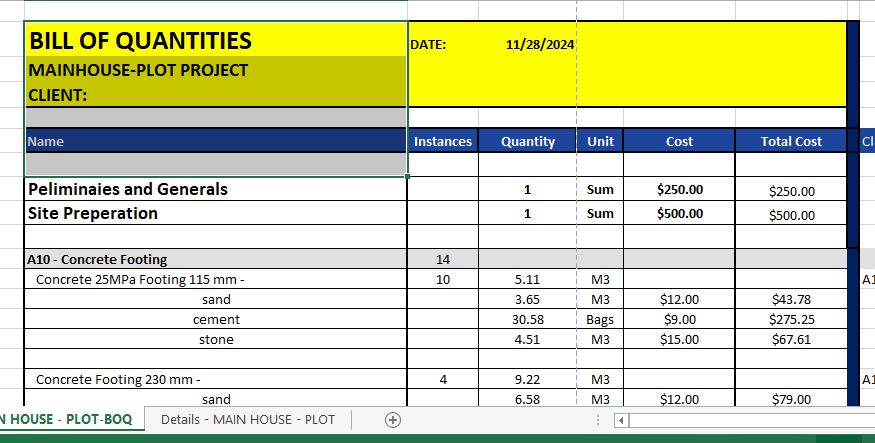 BILL OF QUANTITIES DATE: 11/28/2024
MAINHOUSE-PLOT PROJECT
CLIENT:
Name Instances Quantity Unit Cost Total Cost
Peliminaies and Generals 1 Sum $250.00 $250.00
Site Preperation 1 Sum $500.00 $500.00
A10 - Concrete Footing 14
Concrete 25MPa Footing 115 mm - 10 5.11 M3
sand 3.65 M3 $12.00 $43.78
cement 30.58 Bags $9.00 $275.25
stone 4.51 M3 $15.00 $67.61
Concrete Footing 230 mm - 4 9.22 M3
sand 6.58 M3 $12.00 $79.00
N HOUSE - PLOT-BOQ Details - MAIN HOUSE - PLOT